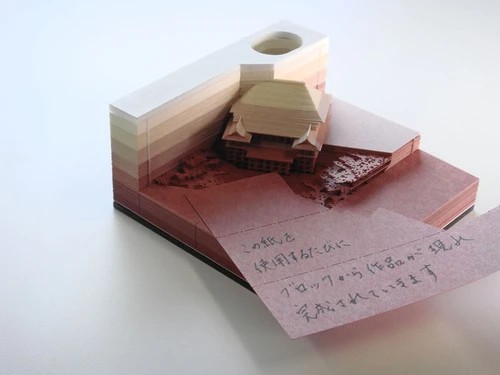 この紙を
使用するたびに
ブロックから作品が現れ
完成されていきます